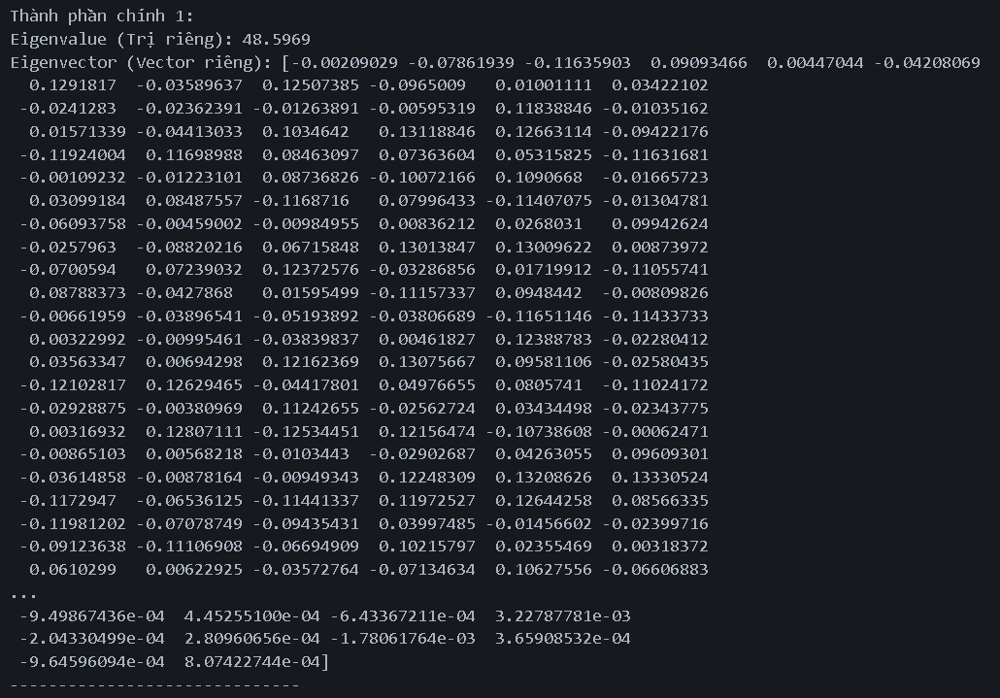 Thành phần chính 1:
Eigenvalue (Trị riêng): 48.5969
Eigenvector (Vector riêng): [-0.00209029 -0.07861939 -0.11635903  0.09093466  0.00447044 -0.04208069
  0.1291817  -0.03589637  0.12507385 -0.0965009   0.01001111  0.03422102
 -0.0241283  -0.02362391 -0.01263891 -0.00595319  0.11838846 -0.01035162
  0.01571339 -0.04413033  0.1034642   0.13118846  0.12663114 -0.09422176
 -0.11924004  0.11698988  0.08463097  0.07363604  0.05315825 -0.11631681
 -0.00109232 -0.01223101  0.08736826 -0.10072166  0.1090668  -0.01665723
  0.03099184  0.08487557 -0.1168716   0.07996433 -0.11407075 -0.01304781
 -0.06093758 -0.00459002 -0.00984955  0.00836212  0.0268031   0.09942624
 -0.0257963  -0.08820216  0.06715848  0.13013847  0.13009622  0.00873972
 -0.0700594   0.07239032  0.12372576 -0.03286856  0.01719912 -0.11055741
  0.08788373 -0.0427868   0.01595499 -0.11157337  0.0948442  -0.00809826
 -0.00661959 -0.03896541 -0.05193892 -0.03806689 -0.11651146 -0.11433733
  0.00322992 -0.00995461 -0.03839837  0.00461827  0.12388783 -0.02280412
  0.03563347  0.00694298  0.12162369  0.13075667  0.09581106 -0.02580435
 -0.12102817  0.12629465 -0.04417801  0.04976655  0.0805741  -0.11024172
 -0.02928875 -0.00380969  0.11242655 -0.02562724  0.03434498 -0.02343775
  0.00316932  0.12807111 -0.12534451  0.12156474 -0.10738608 -0.00062471
 -0.00865103  0.00568218 -0.0103443  -0.02902687  0.04263055  0.09609301
 -0.03614858 -0.00878164 -0.00949343  0.12248309  0.13208626  0.13330524
 -0.1172947  -0.06536125 -0.11441337  0.11972527  0.12644258  0.08566335
 -0.11981202 -0.07078749 -0.09435431  0.03997485 -0.01456602 -0.02399716
 -0.09123638 -0.11106908 -0.06694909  0.10215797  0.02355469  0.00318372
  0.0610299   0.00622925 -0.03572764 -0.07134634  0.10627556 -0.06606883
...
 -9.49867436e-04  4.45255100e-04 -6.43367211e-04  3.22787781e-03
 -2.04330499e-04  2.80960656e-04 -1.78061764e-03  3.65908532e-04
 -9.64596094e-04  8.07422744e-04]
------------------------------